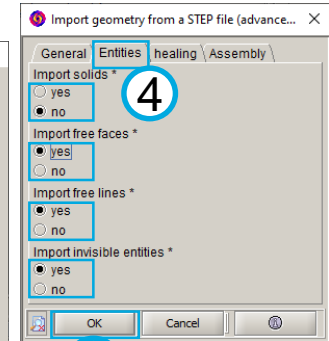 Import geometry from a STEP file (advance...
General Entities healing Assembly
Import solids *
yes
no
4
Import free faces *
yes
no
Import free lines *
yes
no
Import invisible entities *
yes
no
OK Cancel